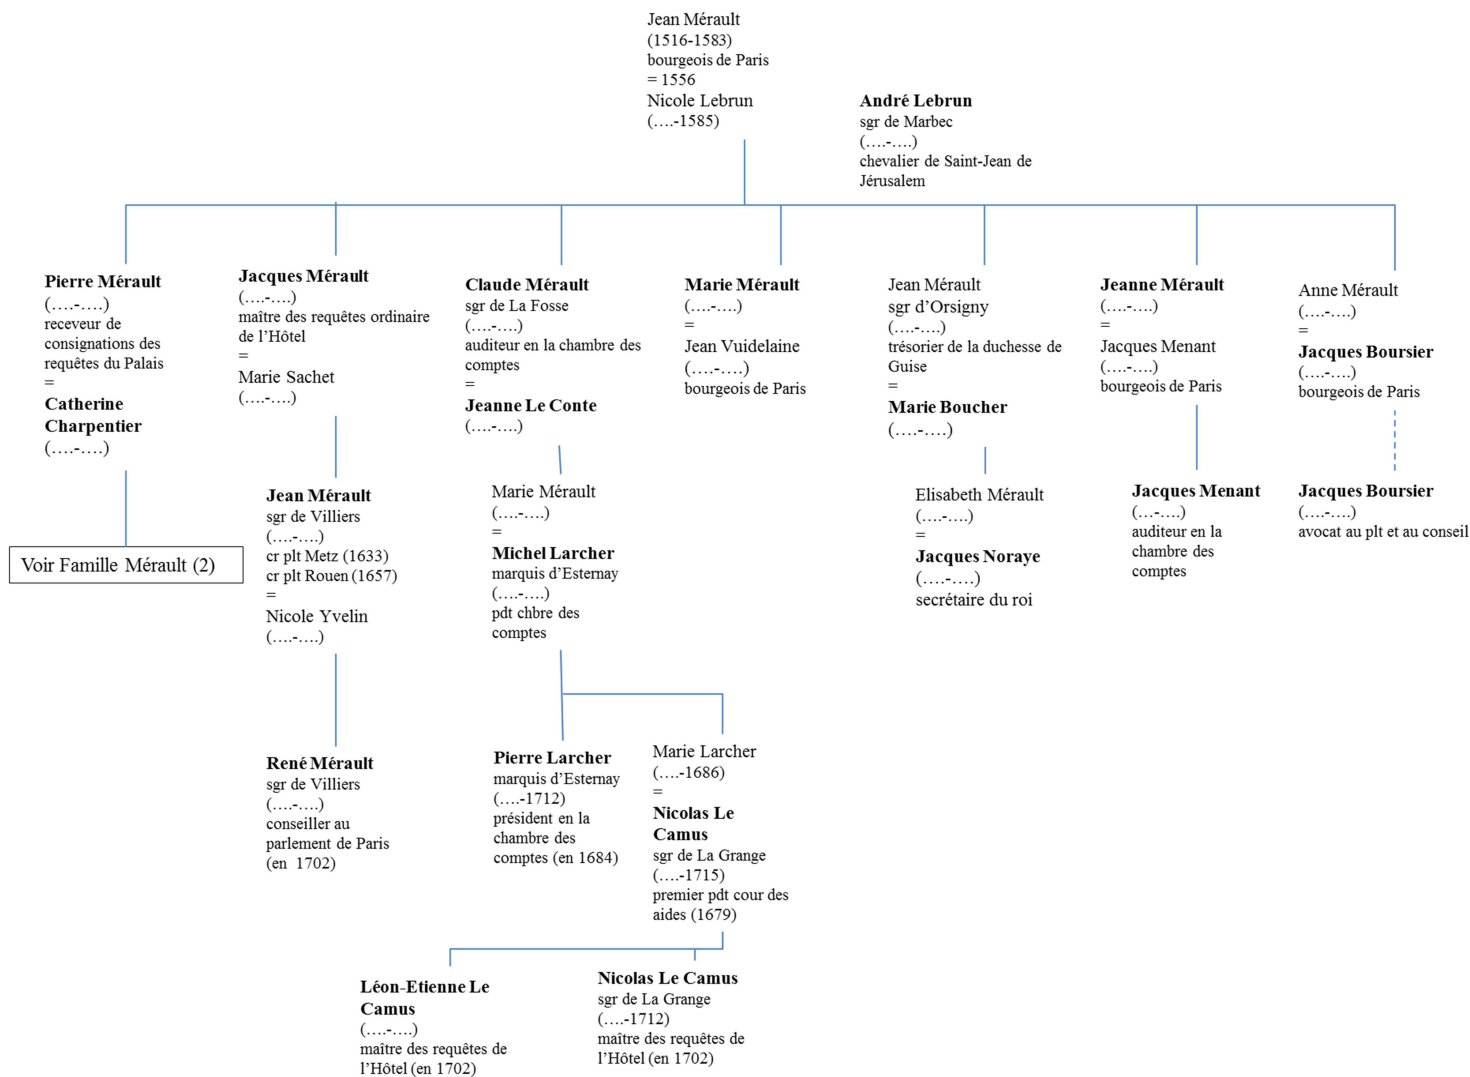 Jean Mérault
(1516-1583)
bourgeois de Paris
= 1556
Nicole Lebrun
(….-1585)
André Lebrun
sgr de Marbec
(….-….)
chevalier de Saint-Jean de
Jérusalem
Pierre Mérault
(….-….)
receveur de
consignations des
requêtes du Palais
=
Catherine
Charpentier
(….-….)
Voir Famille Mérault (2)
Jacques Mérault
(….-….)
maître des requêtes ordinaire
de l’Hôtel
=
Marie Sachet
(….-….)
Jean Mérault
sgr de Villiers
(….-….)
cr plt Metz (1633)
cr plt Rouen (1657)
=
Nicole Yvelin
(….-….)
René Mérault
sgr de Villiers
(….-….)
conseiller au
parlement de Paris
(en 1702)
Claude Mérault
sgr de La Fosse
(….-….)
auditeur en la chambre des
comptes
=
Jeanne Le Conte
(….-….)
Marie Mérault
(….-….)
=
Michel Larcher
marquis d’Esternay
(….-….)
pdt chbre des
comptes
Pierre Larcher
marquis d’Esternay
(….-1712)
président en la
chambre des
comptes (en 1684)
Marie Larcher
(….-1686)
=
Nicolas Le
Camus
sgr de La Grange
(….-1715)
premier pdt cour des
aides (1679)
Léon-Etienne Le
Camus
(….-….)
maître des requêtes de
l’Hôtel (en 1702)
Nicolas Le Camus
sgr de La Grange
(….-1712)
maître des requêtes de
l’Hôtel (en 1702)
Marie Mérault
(….-….)
=
Jean Vuidelaine
(….-….)
bourgeois de Paris
Jean Mérault
sgr d’Orsigny
(….-….)
trésorier de la duchesse de
Guise
=
Marie Boucher
(….-….)
Elisabeth Mérault
(….-….)
=
Jacques Noraye
(….-….)
secrétaire du roi
Jeanne Mérault
(….-….)
=
Jacques Menant
(….-….)
bourgeois de Paris
Jacques Menant
(…-….)
auditeur en la
chambre des
comptes
Anne Mérault
(….-….)
=
Jacques Boursier
(….-….)
bourgeois de Paris
Jacques Boursier
(….-….)
avocat au plt et au conseil